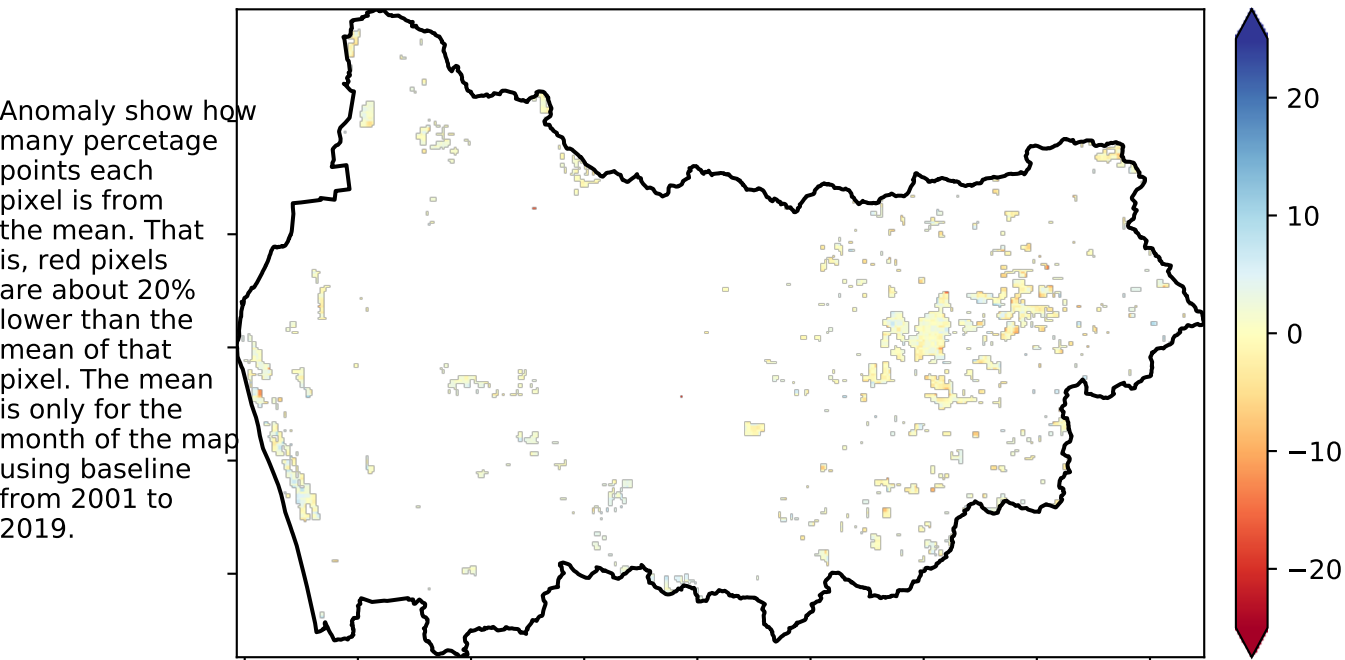 Anomaly show how
many percetage
points each
pixel is from
the mean. That
is, red pixels
are about 20%
lower than the
mean of that
pixel. The mean
is only for the
month of the map
using baseline
from 2001 to
2019.
20
10
0
−10
−20